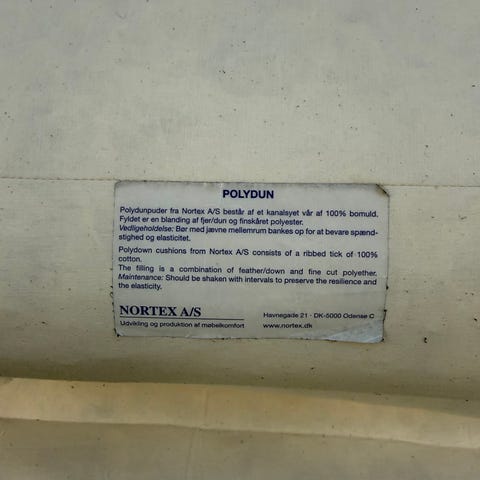 POLYDUN
Polydunpuder fra Nortex A/S består af et kanalsyet vår af 100% bomuld.
Fyldet er en blanding af fjer/dun og finskåret polyester.
Vedligeholdelse: Bør med jævne mellemrum bankes op for at bevare spænd-
stighed og elasticitet.
Polydown cushions from Nortex A/S consists of a ribbed tick of 100%
cotton.
The filling is a combination of feather/down and fine cut polyether.
Maintenance: Should be shaken with intervals to preserve the resilience and
the elasticity.
NORTEX A/S
Udvikling og produktion af møbelkomfort
Havnegade 21 · DK-5000 Odense C
www.nortex.dk